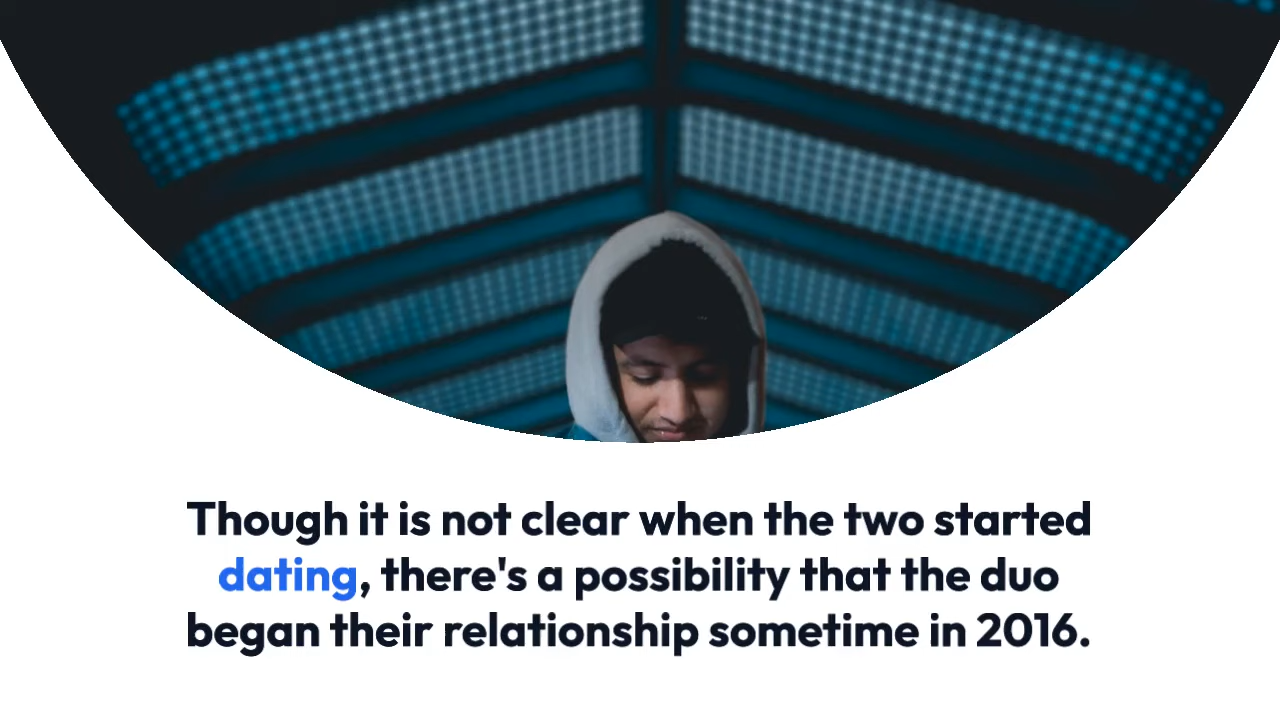 Though it is not clear when the two started
dating, there's a possibility that the duo
began their relationship sometime in 2016.